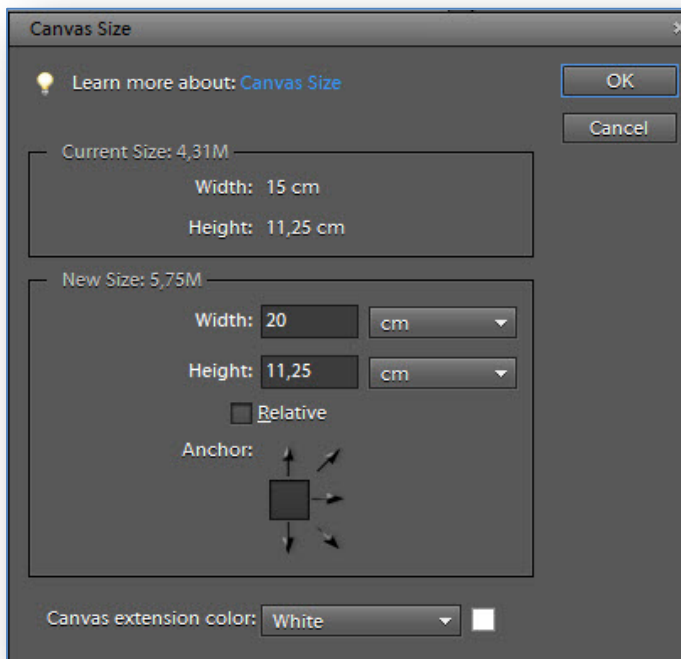 Canvas Size
Learn more about: Canvas Size
OK
Cancel
Current Size: 4,31M
Width: 15 cm
Height: 11,25 cm
New Size: 5,75M
Width: 20 cm
Height: 11,25 cm
Relative
Anchor:
Canvas extension color: White